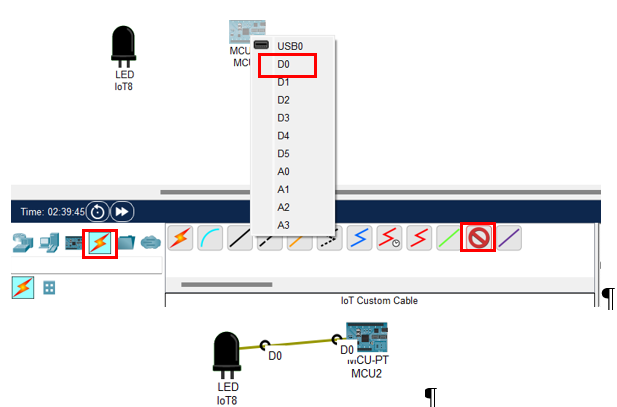 USB0
MCU
LED
MC
IoT8
D0
D1
D2
D3
D4
D5
A0
A1
A2
A3
Time: 02:39:45
IoT Custom Cable
¶
D0
D0
MCU-PT
MCU2
LED
IoT8
¶